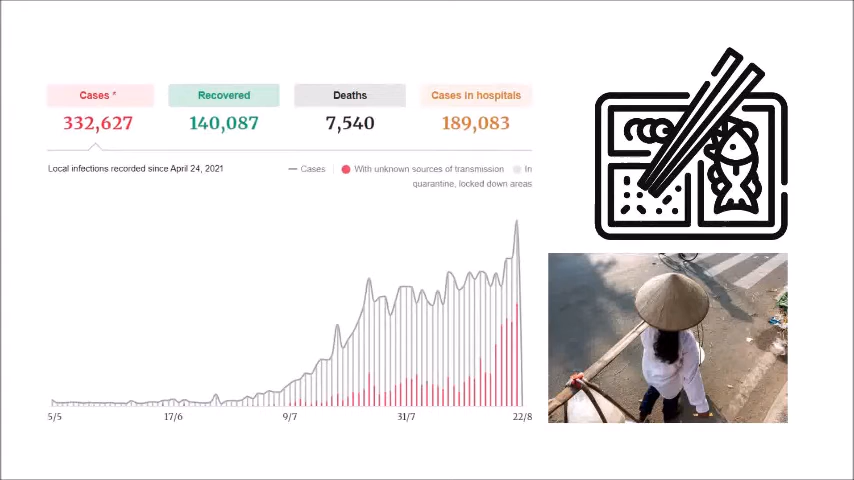 Cases * Recovered Deaths Cases in hospitals
332,627 140,087 7,540 189,083
Local infections recorded since April 24, 2021 Cases With unknown sources of transmission In
quarantine, locked down areas
5/5 17/6 9/7 31/7 22/8